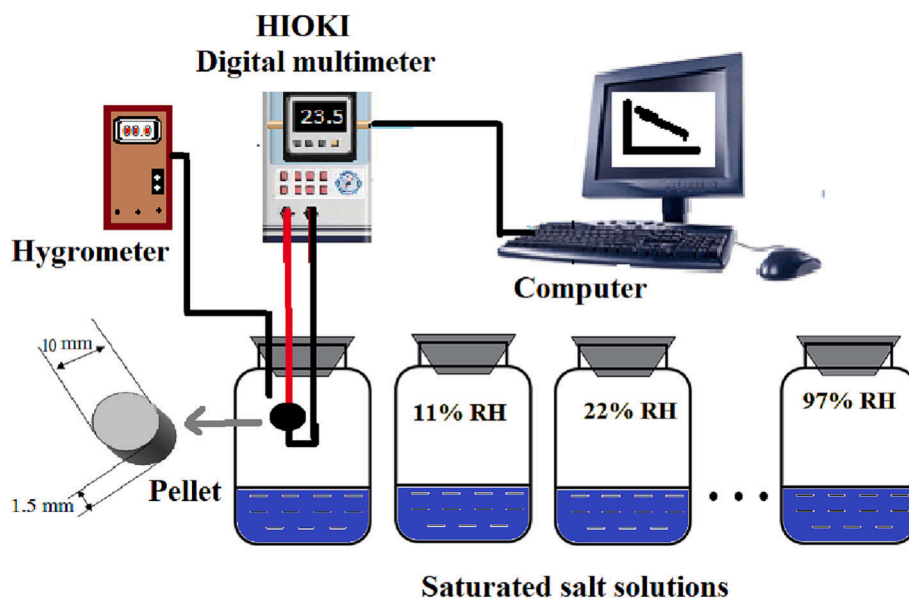 HIOKI
Digital multimeter
23.5
Hygrometer
Computer
10 mm
11% RH
22% RH
97% RH
1.5 mm
Pellet
Saturated salt solutions